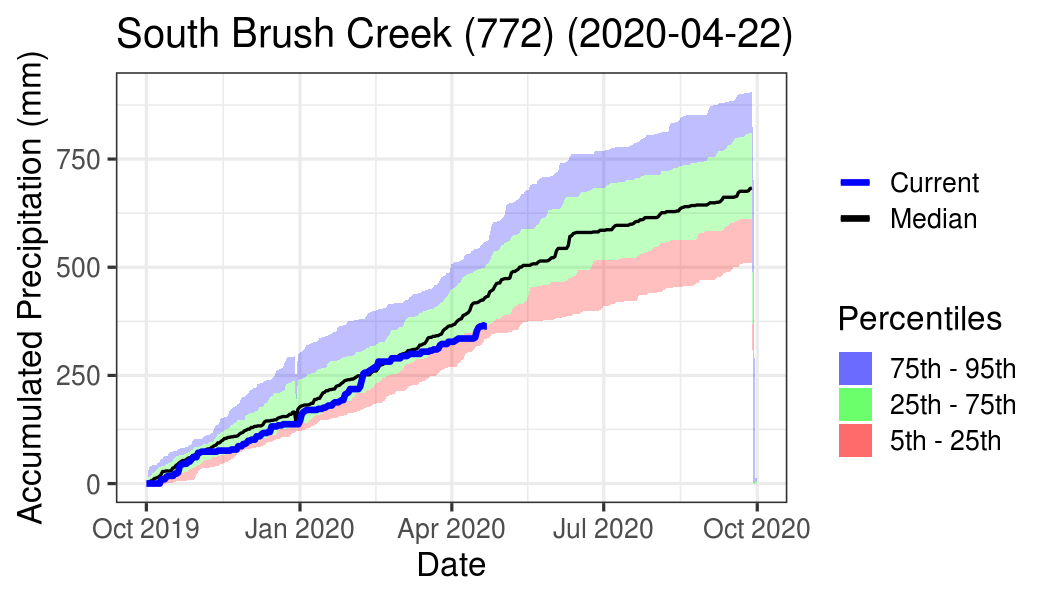 South Brush Creek (772) (2020-04-22)
Accumulated Precipitation (mm)
750
500
250
0
Oct 2019
Jan 2020
Apr 2020
Jul 2020
Oct 2020
Date
Current
Median
Percentiles
75th - 95th
25th - 75th
5th - 25th